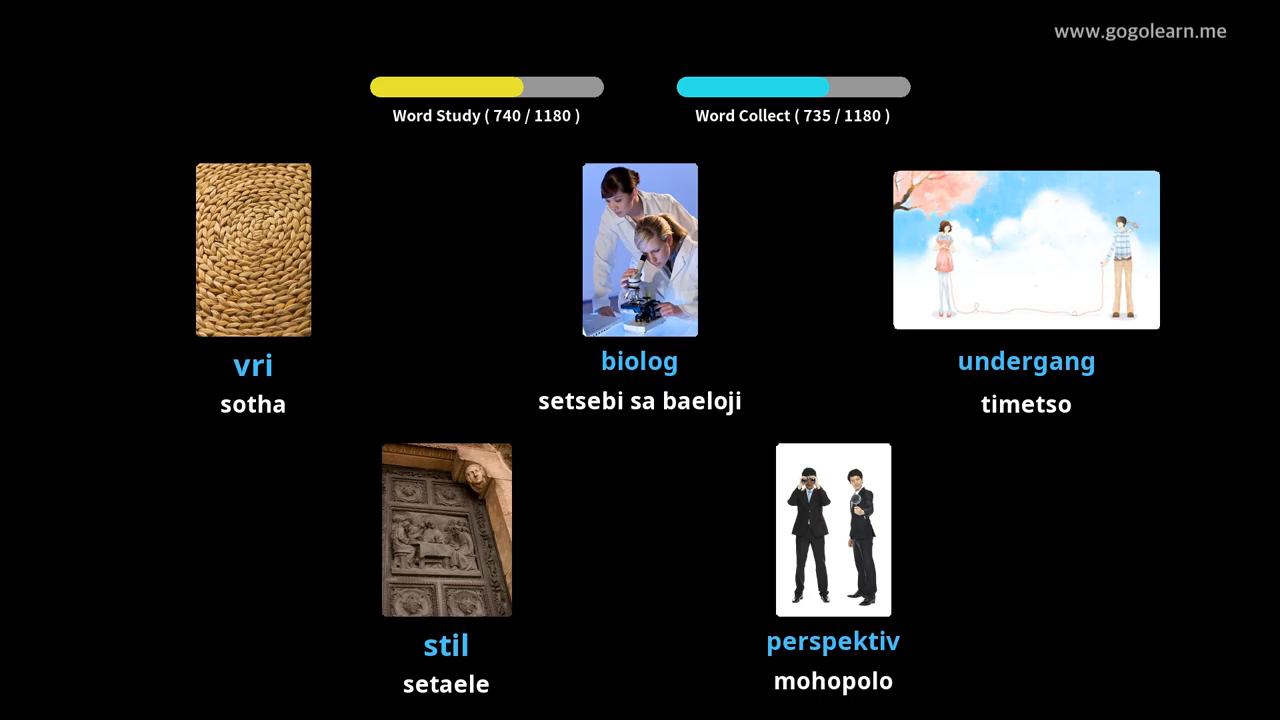 www.gogolearn.me
Word Study ( 740 / 1180 )
Word Collect ( 735 / 1180 )
vri
sotha
biolog
setsebi sa baeloji
undergang
timetso
stil
setaele
perspektiv
mohopolo